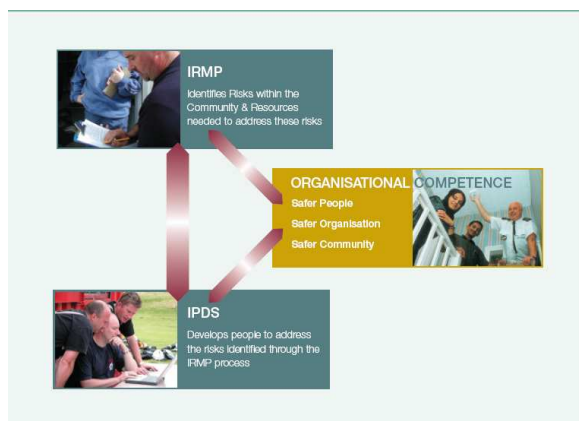 IRMP
Identifies Risks within the
Community & Resources
needed to address these risks
ORGANISATIONAL COMPETENCE
Safer People
Safer Organisation
Safer Community
IPDS
Develops people to address
the risks identified through the
IRMP process